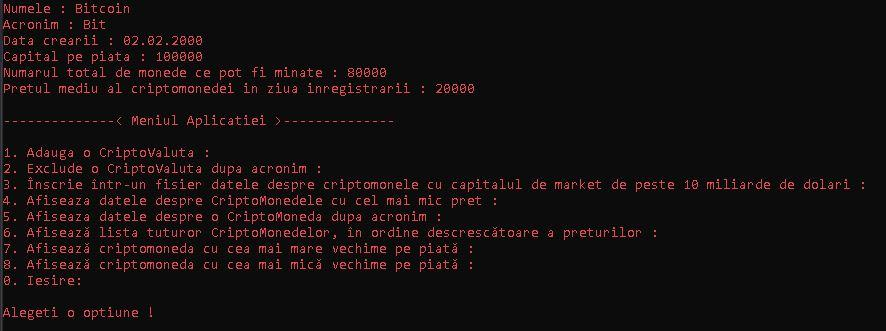 Numele : Bitcoin
Acronim : Bit
Data crearii : 02.02.2000
Capital pe piata : 100000
Numarul total de monede ce pot fi minate : 80000
Pretul mediu al criptomonedei in ziua inregistrarii : 20000
--------------< Meniul Aplicatiei >--------------
1. Adauga o CriptoValuta :
2. Exclude o CriptoValuta dupa acronim :
3. Înscrie într-un fisier datele despre criptomonele cu capitalul de market de peste 10 miliarde de dolari :
4. Afiseaza datele despre CriptoMonedele cu cel mai mic pret :
5. Afiseaza datele despre o CriptoMoneda dupa acronim :
6. Afisează lista tuturor CriptoMonedelor, în ordine descrescătoare a preturilor :
7. Afisează criptomoneda cu cea mai mare vechime pe piată :
8. Afisează criptomoneda cu cea mai mică vechime pe piată :
0. Iesire:
Alegeti o optiune !